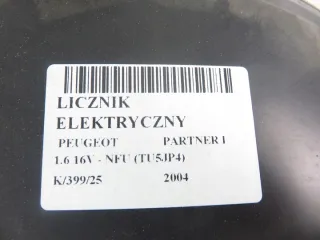 LICZNIK
ELEKTRYCZNY
PEUGEOT PARTNER I
1.6 16V - NFU (TU5JP4)
K/399/25 2004